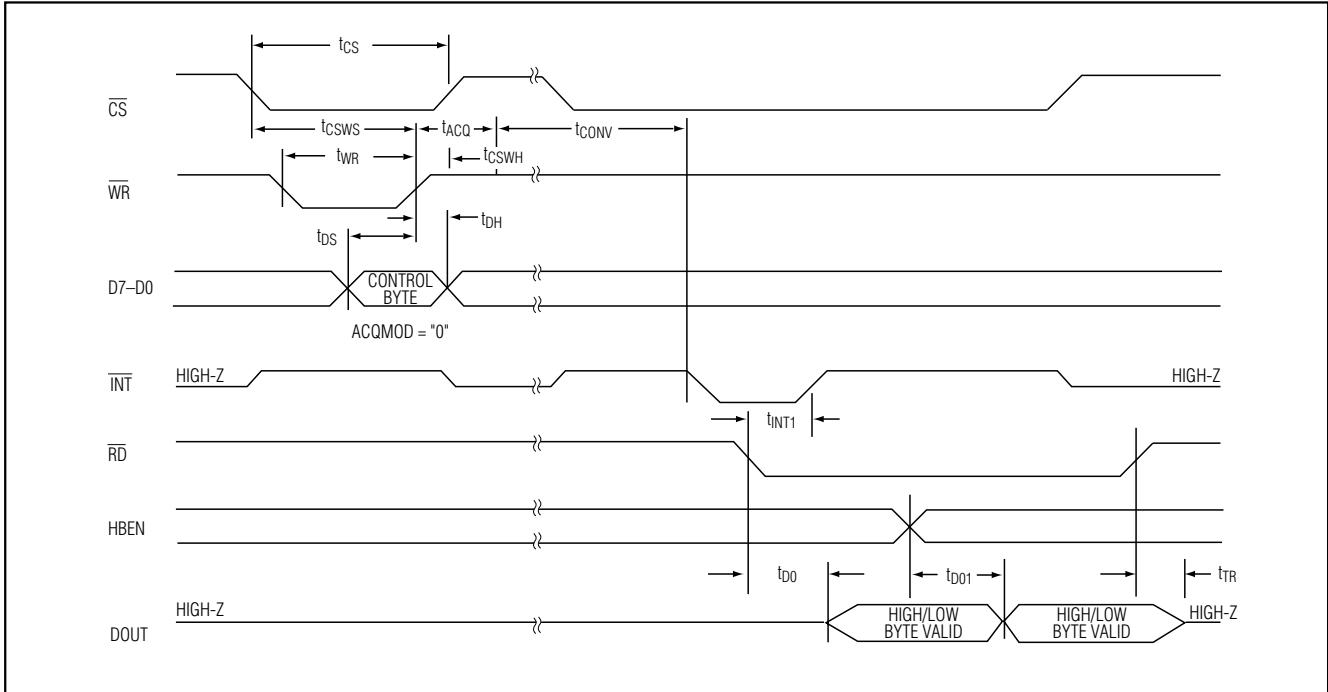 tCS
CS
tCSWS
tACQ
tCONV
tWR
tCSWH
WR
tDH
tDS
D7–D0
CONTROL
BYTE
ACQMOD = "0"
INT
HIGH-Z
HIGH-Z
tINT1
RD
HBEN
tD0
tD01
tTR
HIGH-Z
DOUT
HIGH/LOW
BYTE VALID
HIGH/LOW
BYTE VALID
HIGH-Z